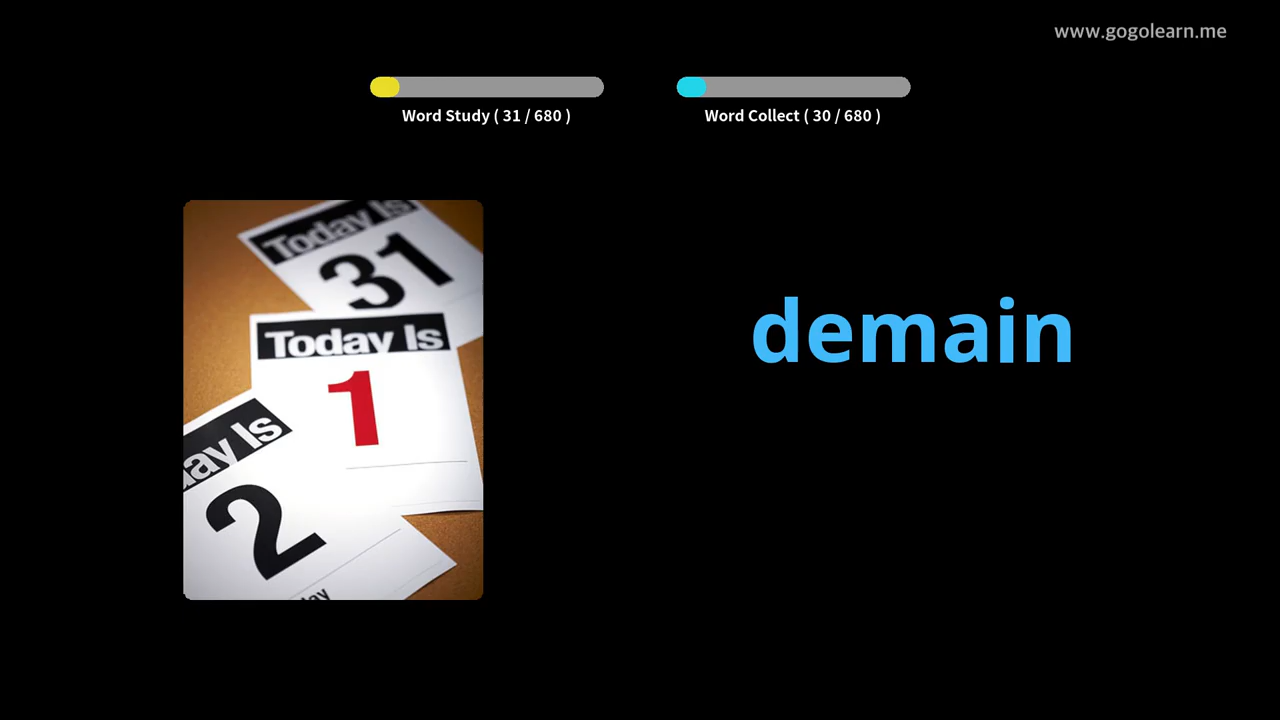 www.gogolearn.me
Word Study ( 31 / 680 )
Word Collect ( 30 / 680 )
Today Is
31
Today Is
1
ay Is
2
demain